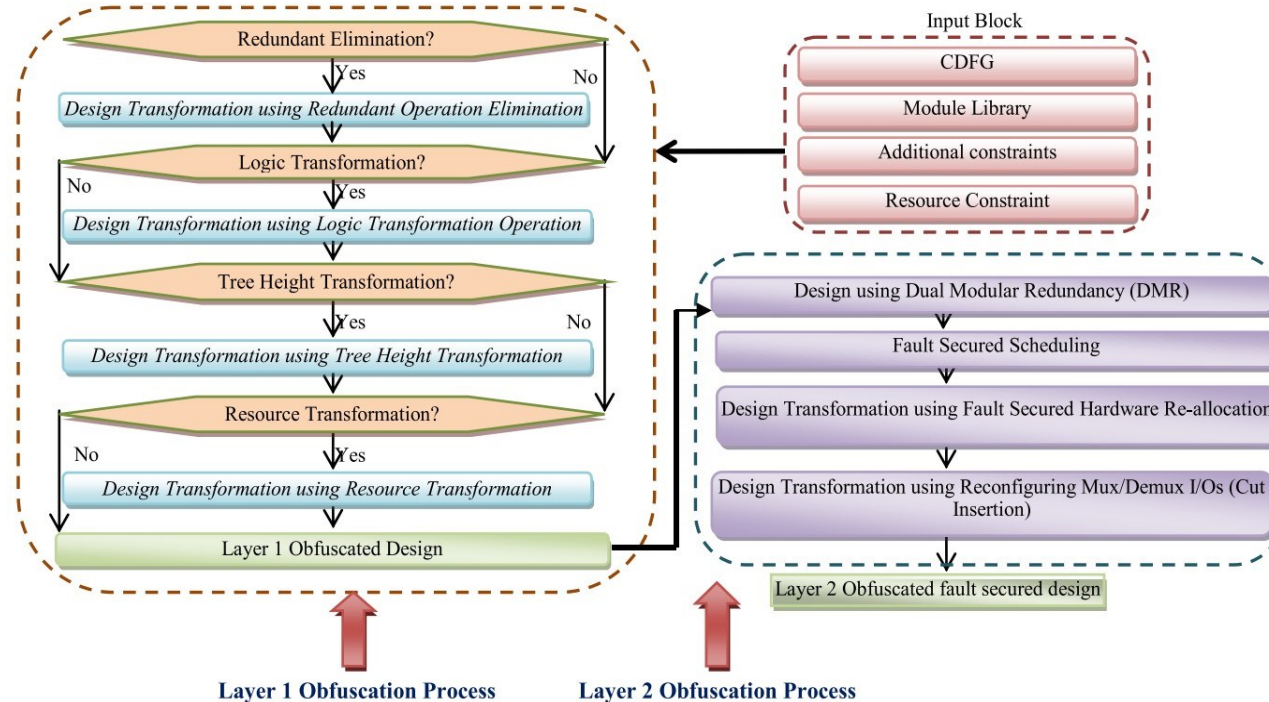 Redundant Elimination?
Yes
No
Design Transformation using Redundant Operation Elimination
Logic Transformation?
No
Yes
Design Transformation using Logic Transformation Operation
Tree Height Transformation?
Yes
No
Design Transformation using Tree Height Transformation
Resource Transformation?
No
Yes
Design Transformation using Resource Transformation
Layer 1 Obfuscated Design
Layer 1 Obfuscation Process
Input Block
CDFG
Module Library
Additional constraints
Resource Constraint
Design using Dual Modular Redundancy (DMR)
Fault Secured Scheduling
Design Transformation using Fault Secured Hardware Re-allocation
Design Transformation using Reconfiguring Mux/Demux I/Os (Cut
Insertion)
Layer 2 Obfuscated fault secured design
Layer 2 Obfuscation Process